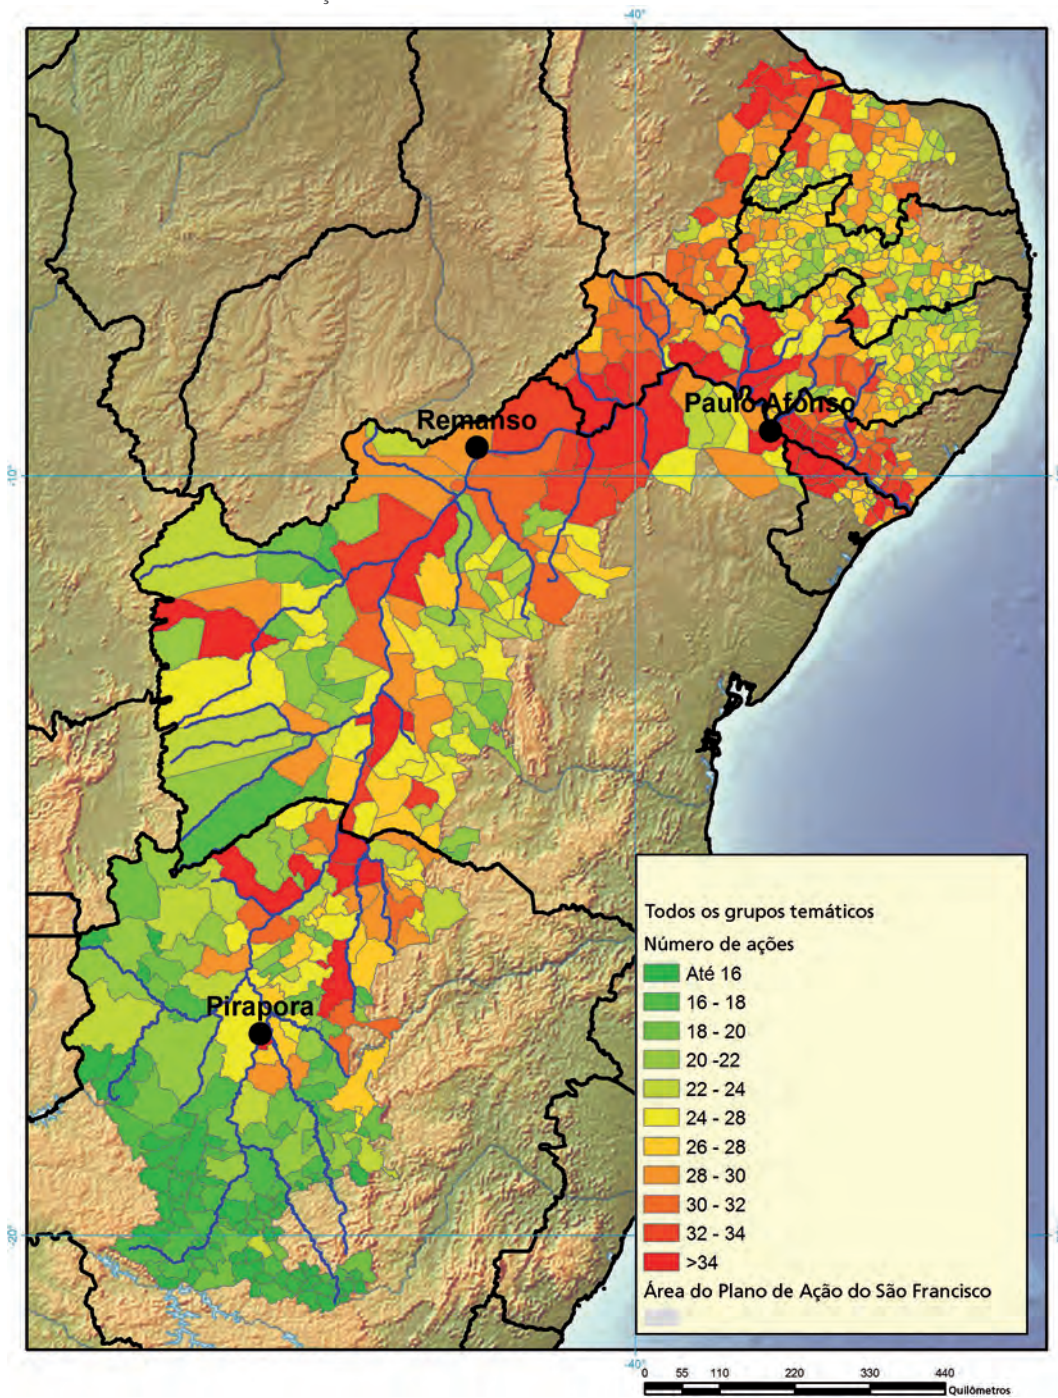 -40°
Remanso
Paulo Afonso
-10°
Pirapora
Todos os grupos temáticos
Número de ações
Até 16
16 - 18
18 - 20
20 -22
22 - 24
24 - 28
26 - 28
28 - 30
30 - 32
32 - 34
>34
Área do Plano de Ação do São Francisco
-20°
-40°
0 55 110 220 330 440
Quilômetros